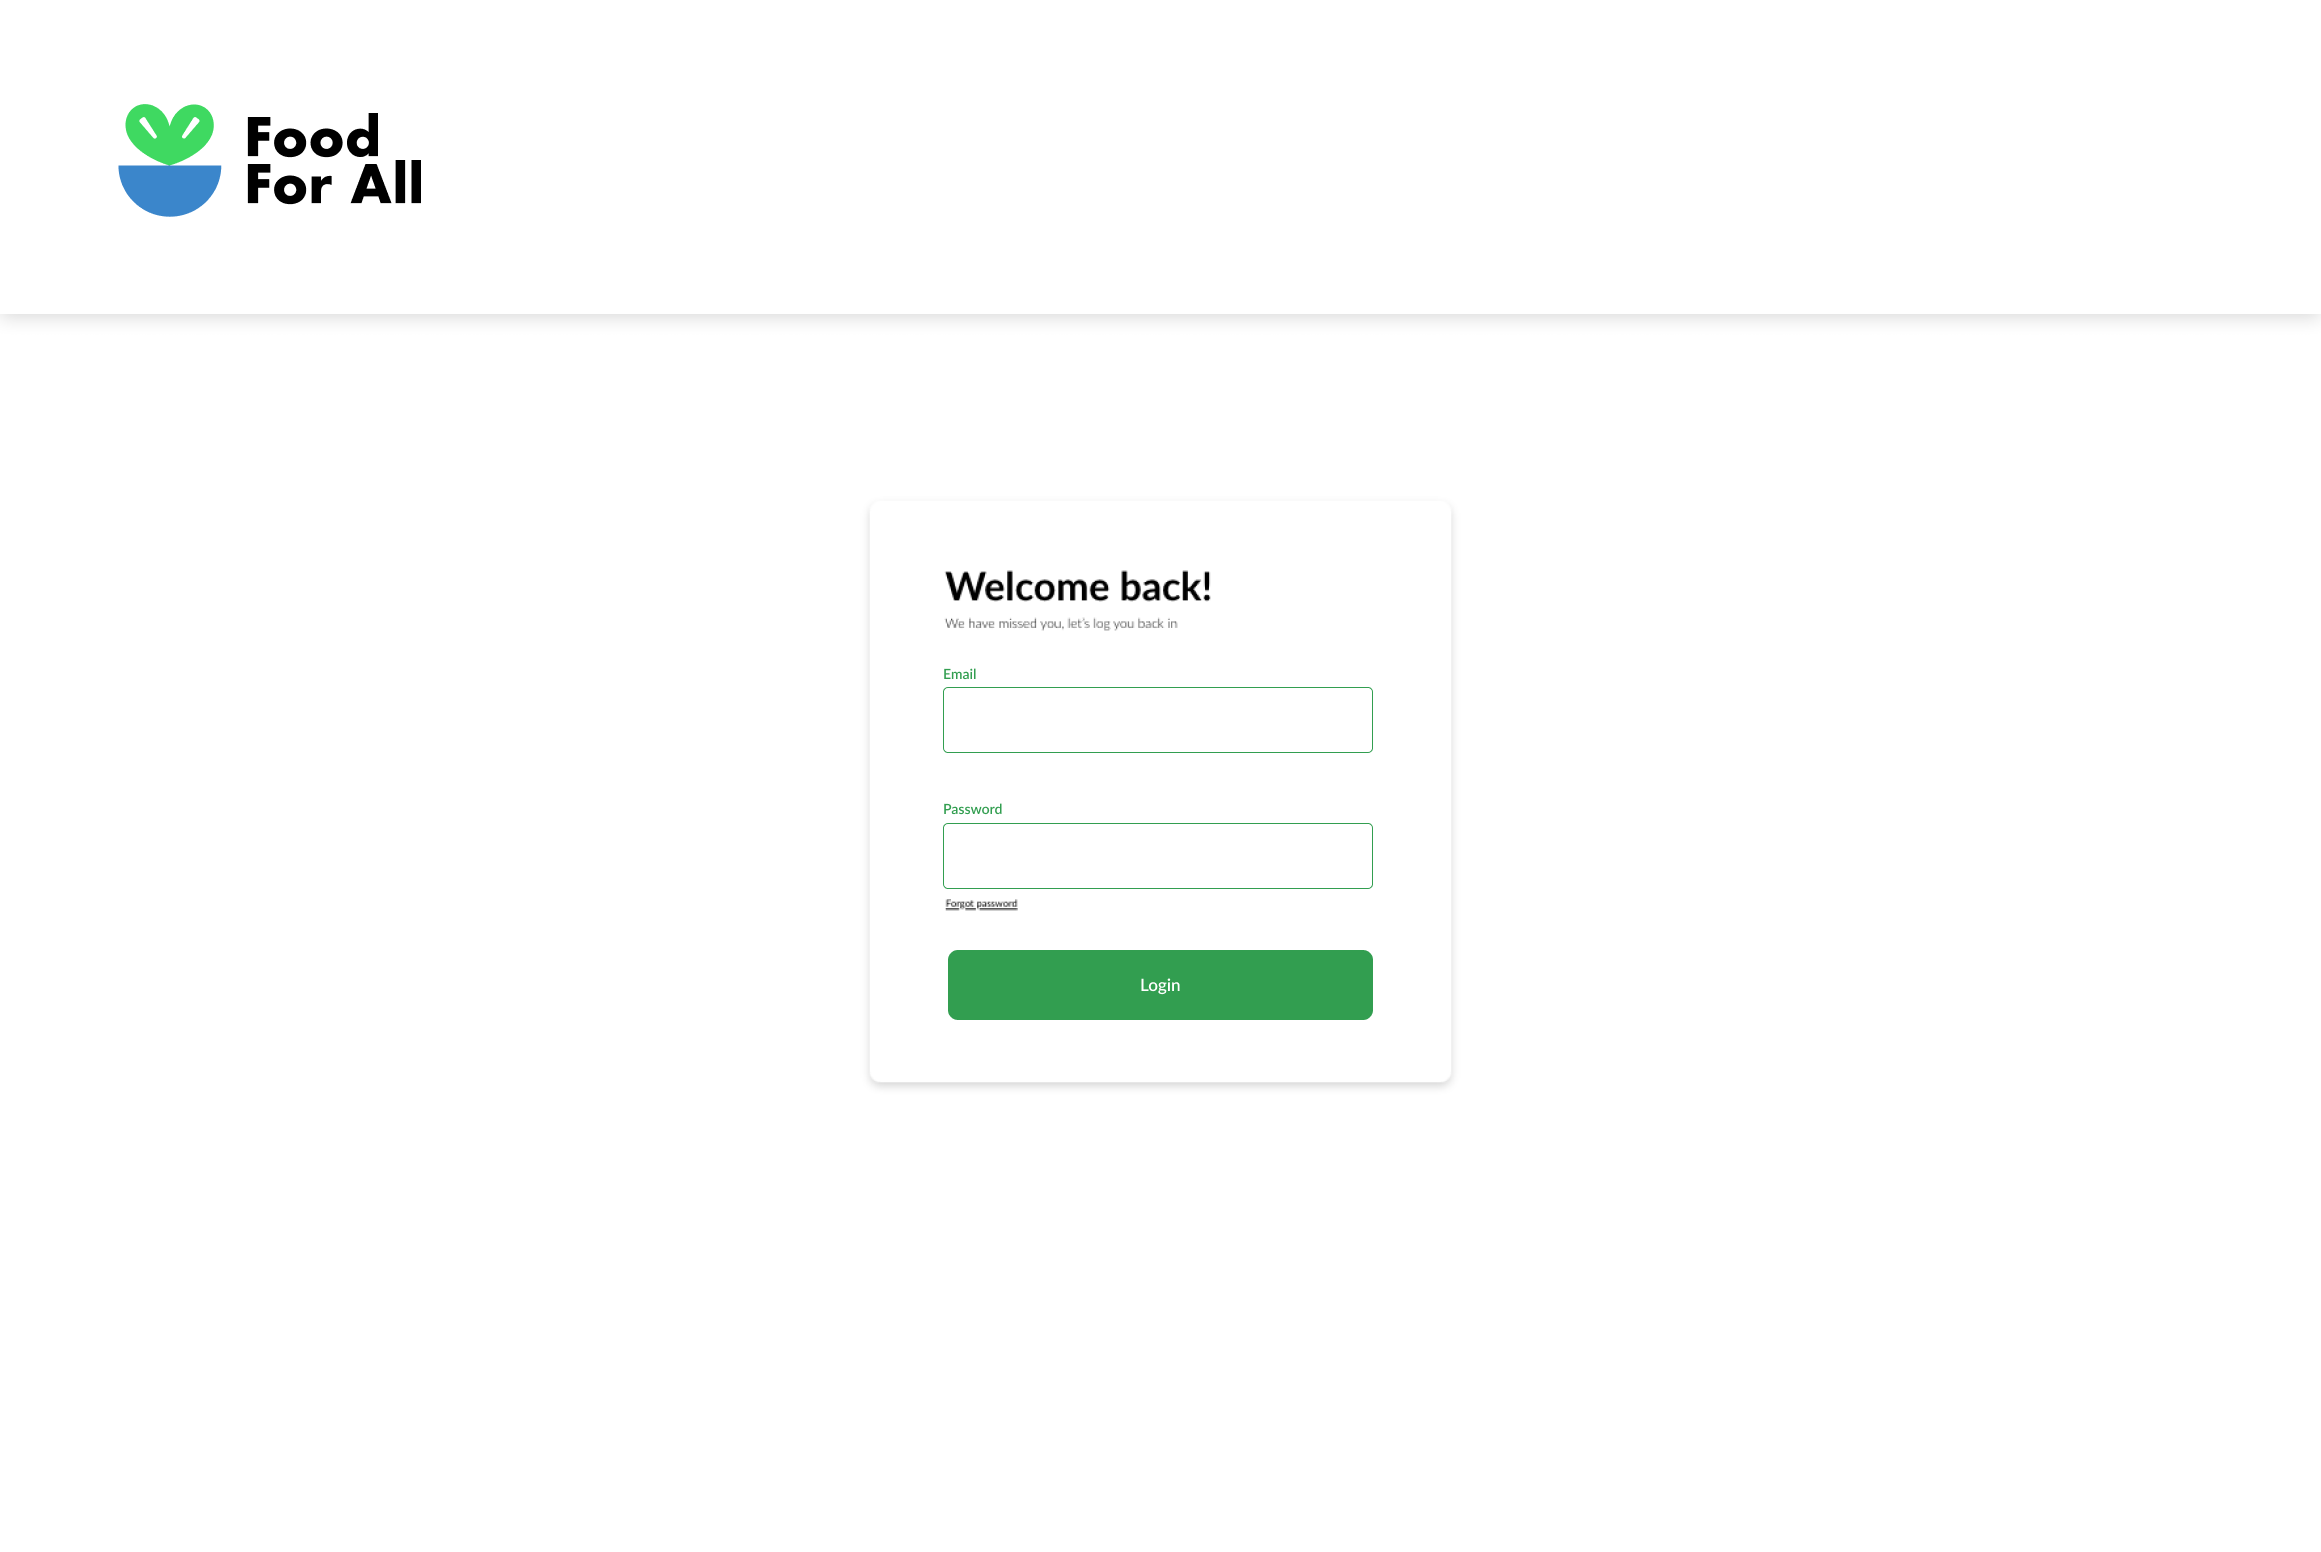 Food
For All
Welcome back!
We have missed you, let's log you back in
Email
Password
Forgot password
Login